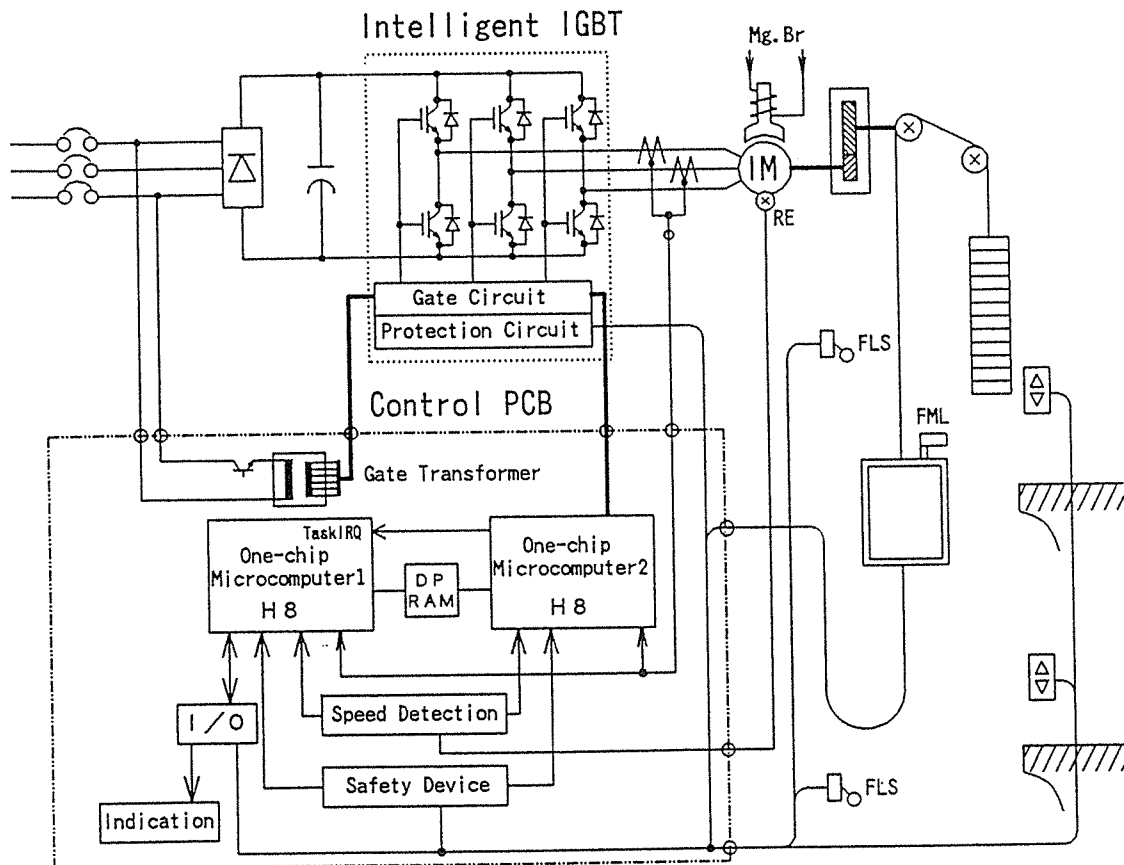 Intelligent IGBT
Mg.Br
IM
RE
Gate Circuit
Protection Circuit
FLS
FML
Control PCB
Gate Transformer
TaskIRQ
One-chip
Microcomputer1
H8
DP
RAM
One-chip
Microcomputer2
H8
Speed Detection
I/O
Safety Device
Indication
FLS